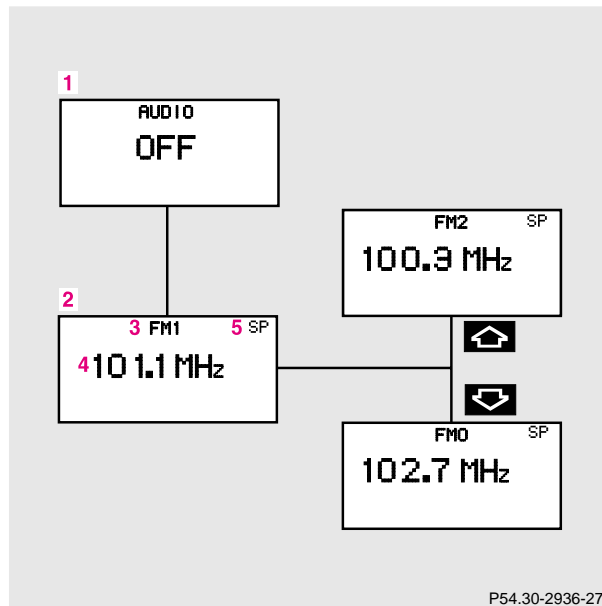 1
AUDIO
OFF
2
3 FM1 5 SP
4 101.1 MHz
FM2 SP
100.3 MHz
FM0 SP
102.7 MHz
P54.30-2936-27